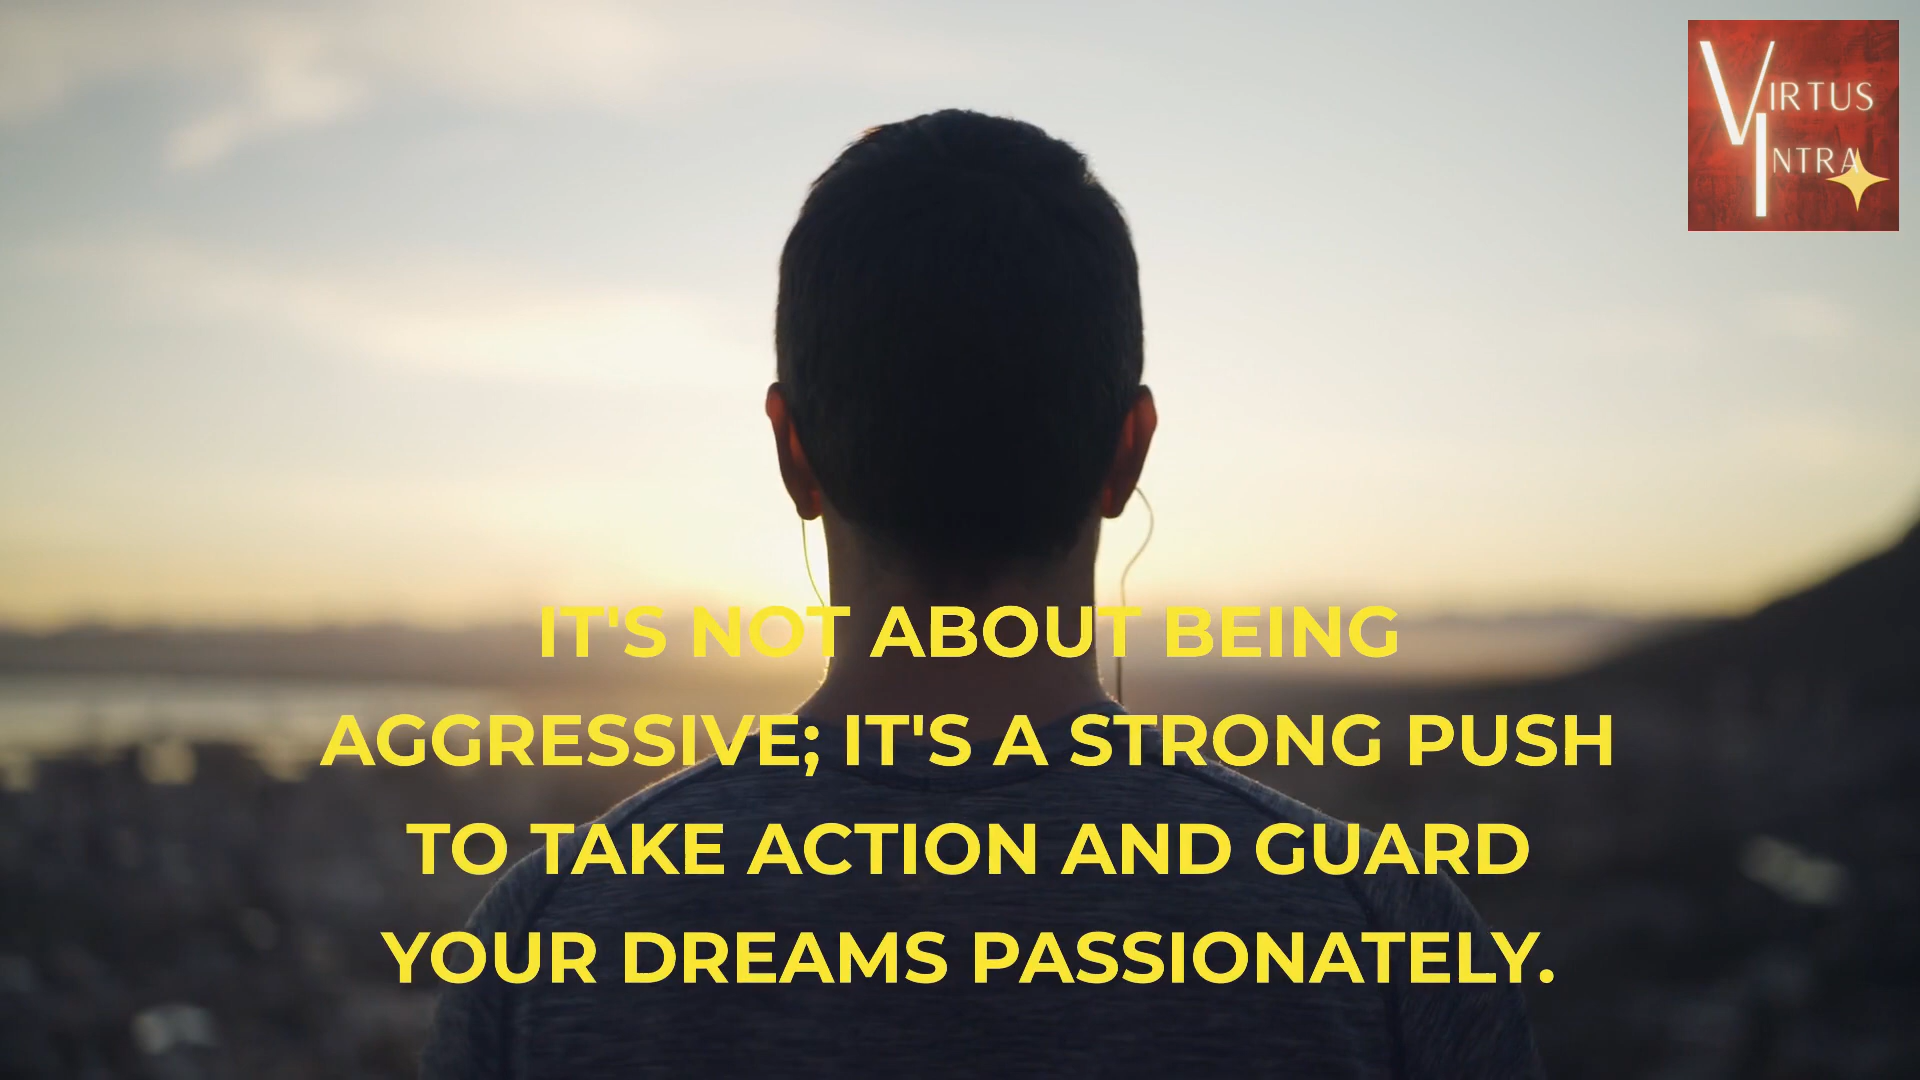 VIRTUS
INTRA
IT'S NOT ABOUT BEING
AGGRESSIVE; IT'S A STRONG PUSH
TO TAKE ACTION AND GUARD
YOUR DREAMS PASSIONATELY.